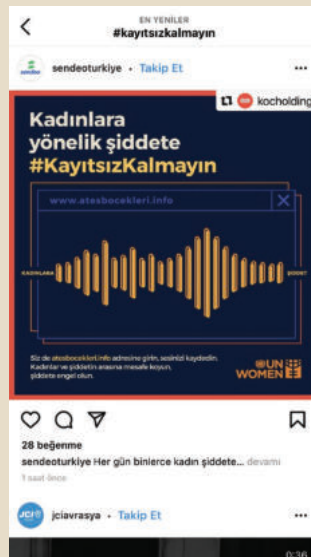 EN YENİLER
#kayıtsızkalmayın
sendeo
sendeoturkiye • Takip Et
kocholding
Kadınlara
yönelik şiddete
#KayıtsızKalmayın
www.atesbocekleri.info
KADINLARA
ŞİDDET
Siz de atesbocekleri.info adresine girin, sesinizi kaydedin.
Kadınlar ve şiddetin arasına mesafe koyun,
şiddete engel olun.
UN
WOMEN
28 beğenme
sendeoturkiye Her gün binlerce kadın şiddete... devamı
1 saat önce
JCI
jciavrasya • Takip Et
0:36